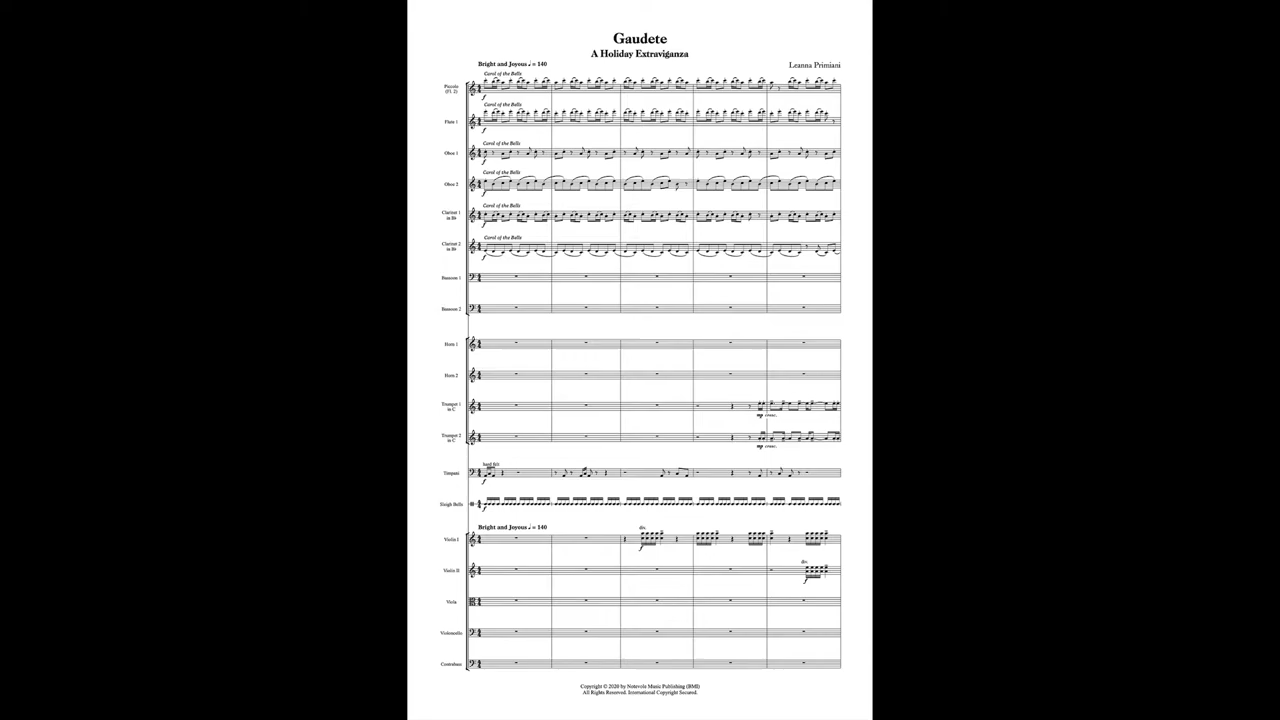 Gaudete
A Holiday Extraviganza
Bright and Joyous ♩ = 140
Leanna Primiani
Carol of the Bells
Piccolo
(Fl. 2)
f
Carol of the Bells
Flute 1
f
Carol of the Bells
Oboe 1
f
Carol of the Bells
Oboe 2
f
Carol of the Bells
Clarinet 1
in B♭
f
Carol of the Bells
Clarinet 2
in B♭
f
Bassoon 1
Bassoon 2
Horn 1
Horn 2
Trumpet 1
in C
mp cresc.
Trumpet 2
in C
mp cresc.
hard felt
Timpani
f
Sleigh Bells
f
Bright and Joyous ♩ = 140
div.
Violin I
f
div.
Violin II
f
Viola
Violoncello
Contrabass
Copyright © 2020 by Notevole Music Publishing (BMI)
All Rights Reserved. International Copyright Secured.